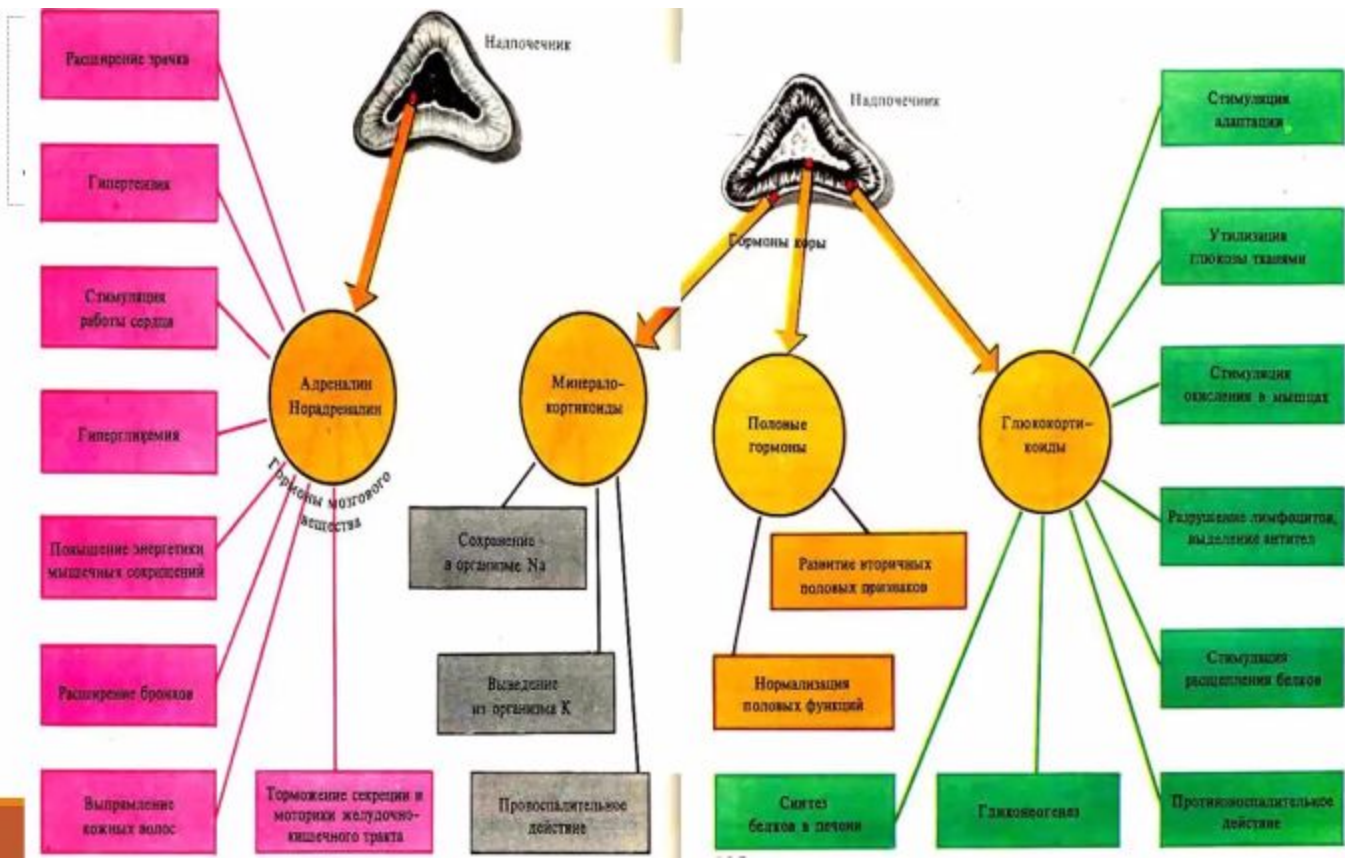 Надпочечник
Расширение зрачка
Гипертензия
Стимуляция
работы сердца
Гипергликемия
Повышение энергетики
мышечных сокращений
Расширение бронхов
Выпрямление
кожных волос
Торможение секреции и
моторики желудочно-
кишечного тракта
Адреналин
Норадреналин
Гормоны мозгового
вещества
Надпочечник
Гормоны коры
Минерало-
кортикоиды
Сохранение
в организме Na
Выведение
из организма K
Провоспалительное
действие
Половые
гормоны
Развитие вторичных
половых признаков
Нормализация
половых функций
Глюкокорти-
коиды
Стимуляция
адаптации
Утилизация
глюкозы тканями
Стимуляция
окисления в мышцах
Разрушение лимфоцитов,
выделение антител
Стимуляция
расщепления белков
Противовоспалительное
действие
Гликонеогенез
Синтез
белков в печени